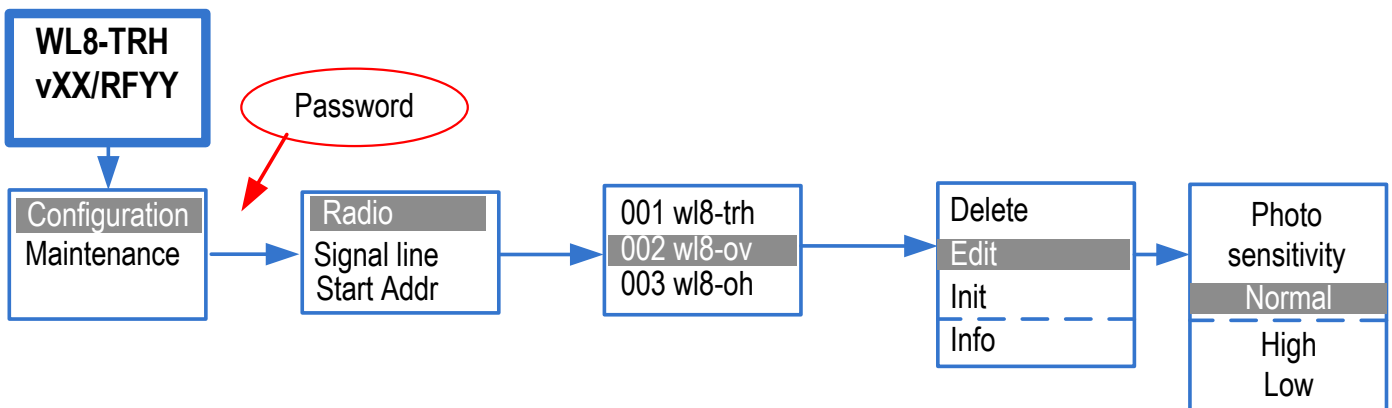 WL8-TRH
vXX/RFYY
Password
Configuration
Maintenance
Radio
Signal line
Start Addr
001 wl8-trh
002 wl8-ov
003 wl8-oh
Delete
Edit
Init
Info
Photo
sensitivity
Normal
High
Low